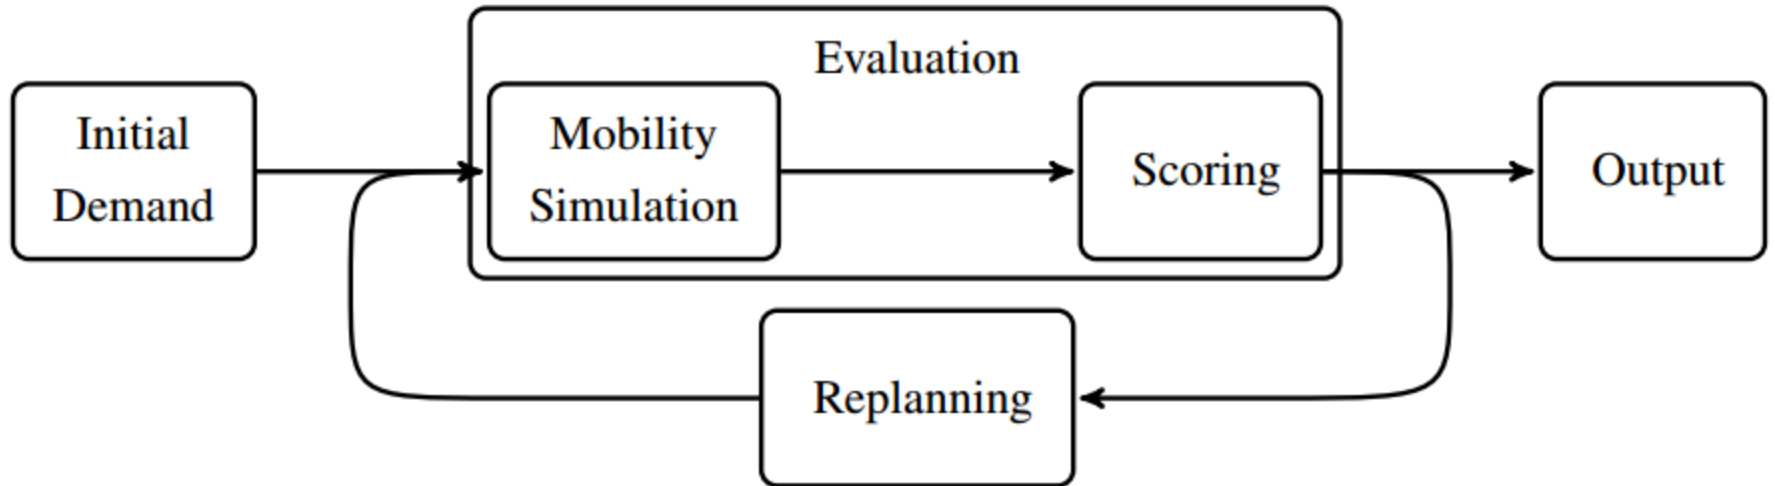 Evaluation
Initial
Demand
Mobility
Simulation
Scoring
Output
Replanning